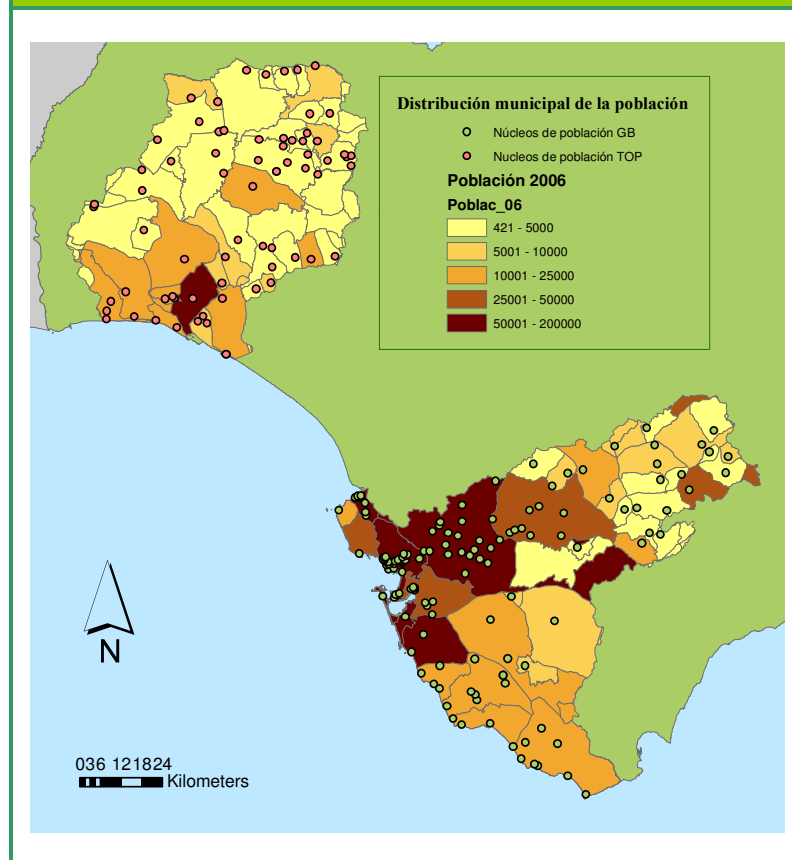 Distribución municipal de la población
Núcleos de población GB
Nucleos de población TOP
Población 2006
Poblac_06
421 - 5000
5001 - 10000
10001 - 25000
25001 - 50000
50001 - 200000
N
036 121824
Kilometers